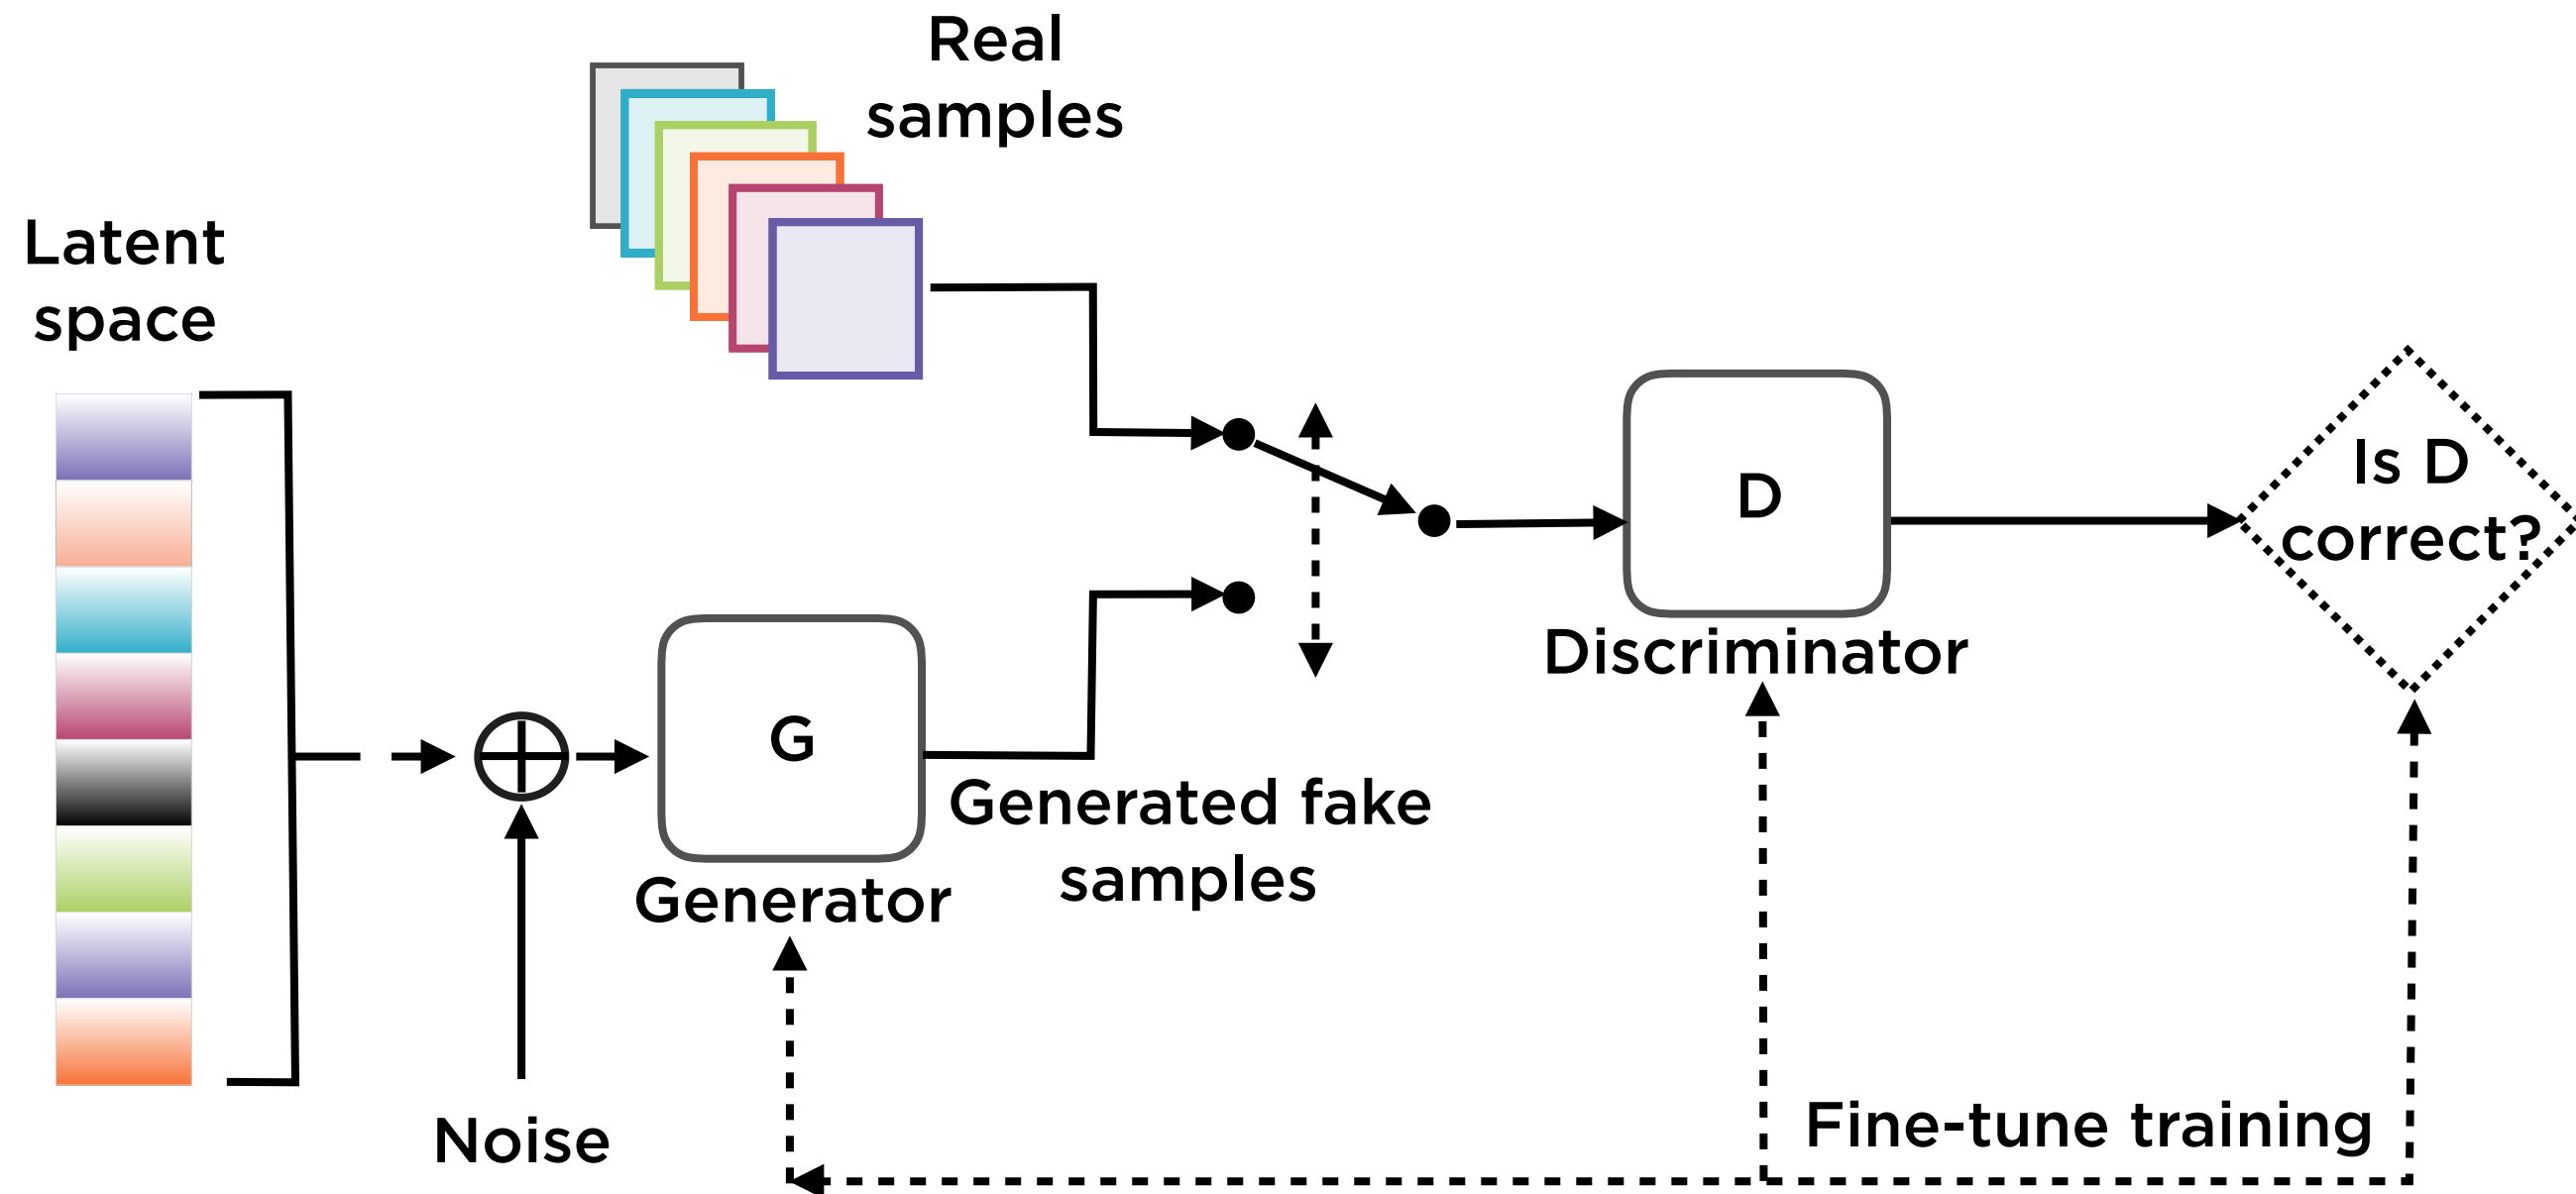 Real
samples
Latent
space
D
Is D
correct?
Discriminator
G
Generated fake
samples
Generator
Noise
Fine-tune training